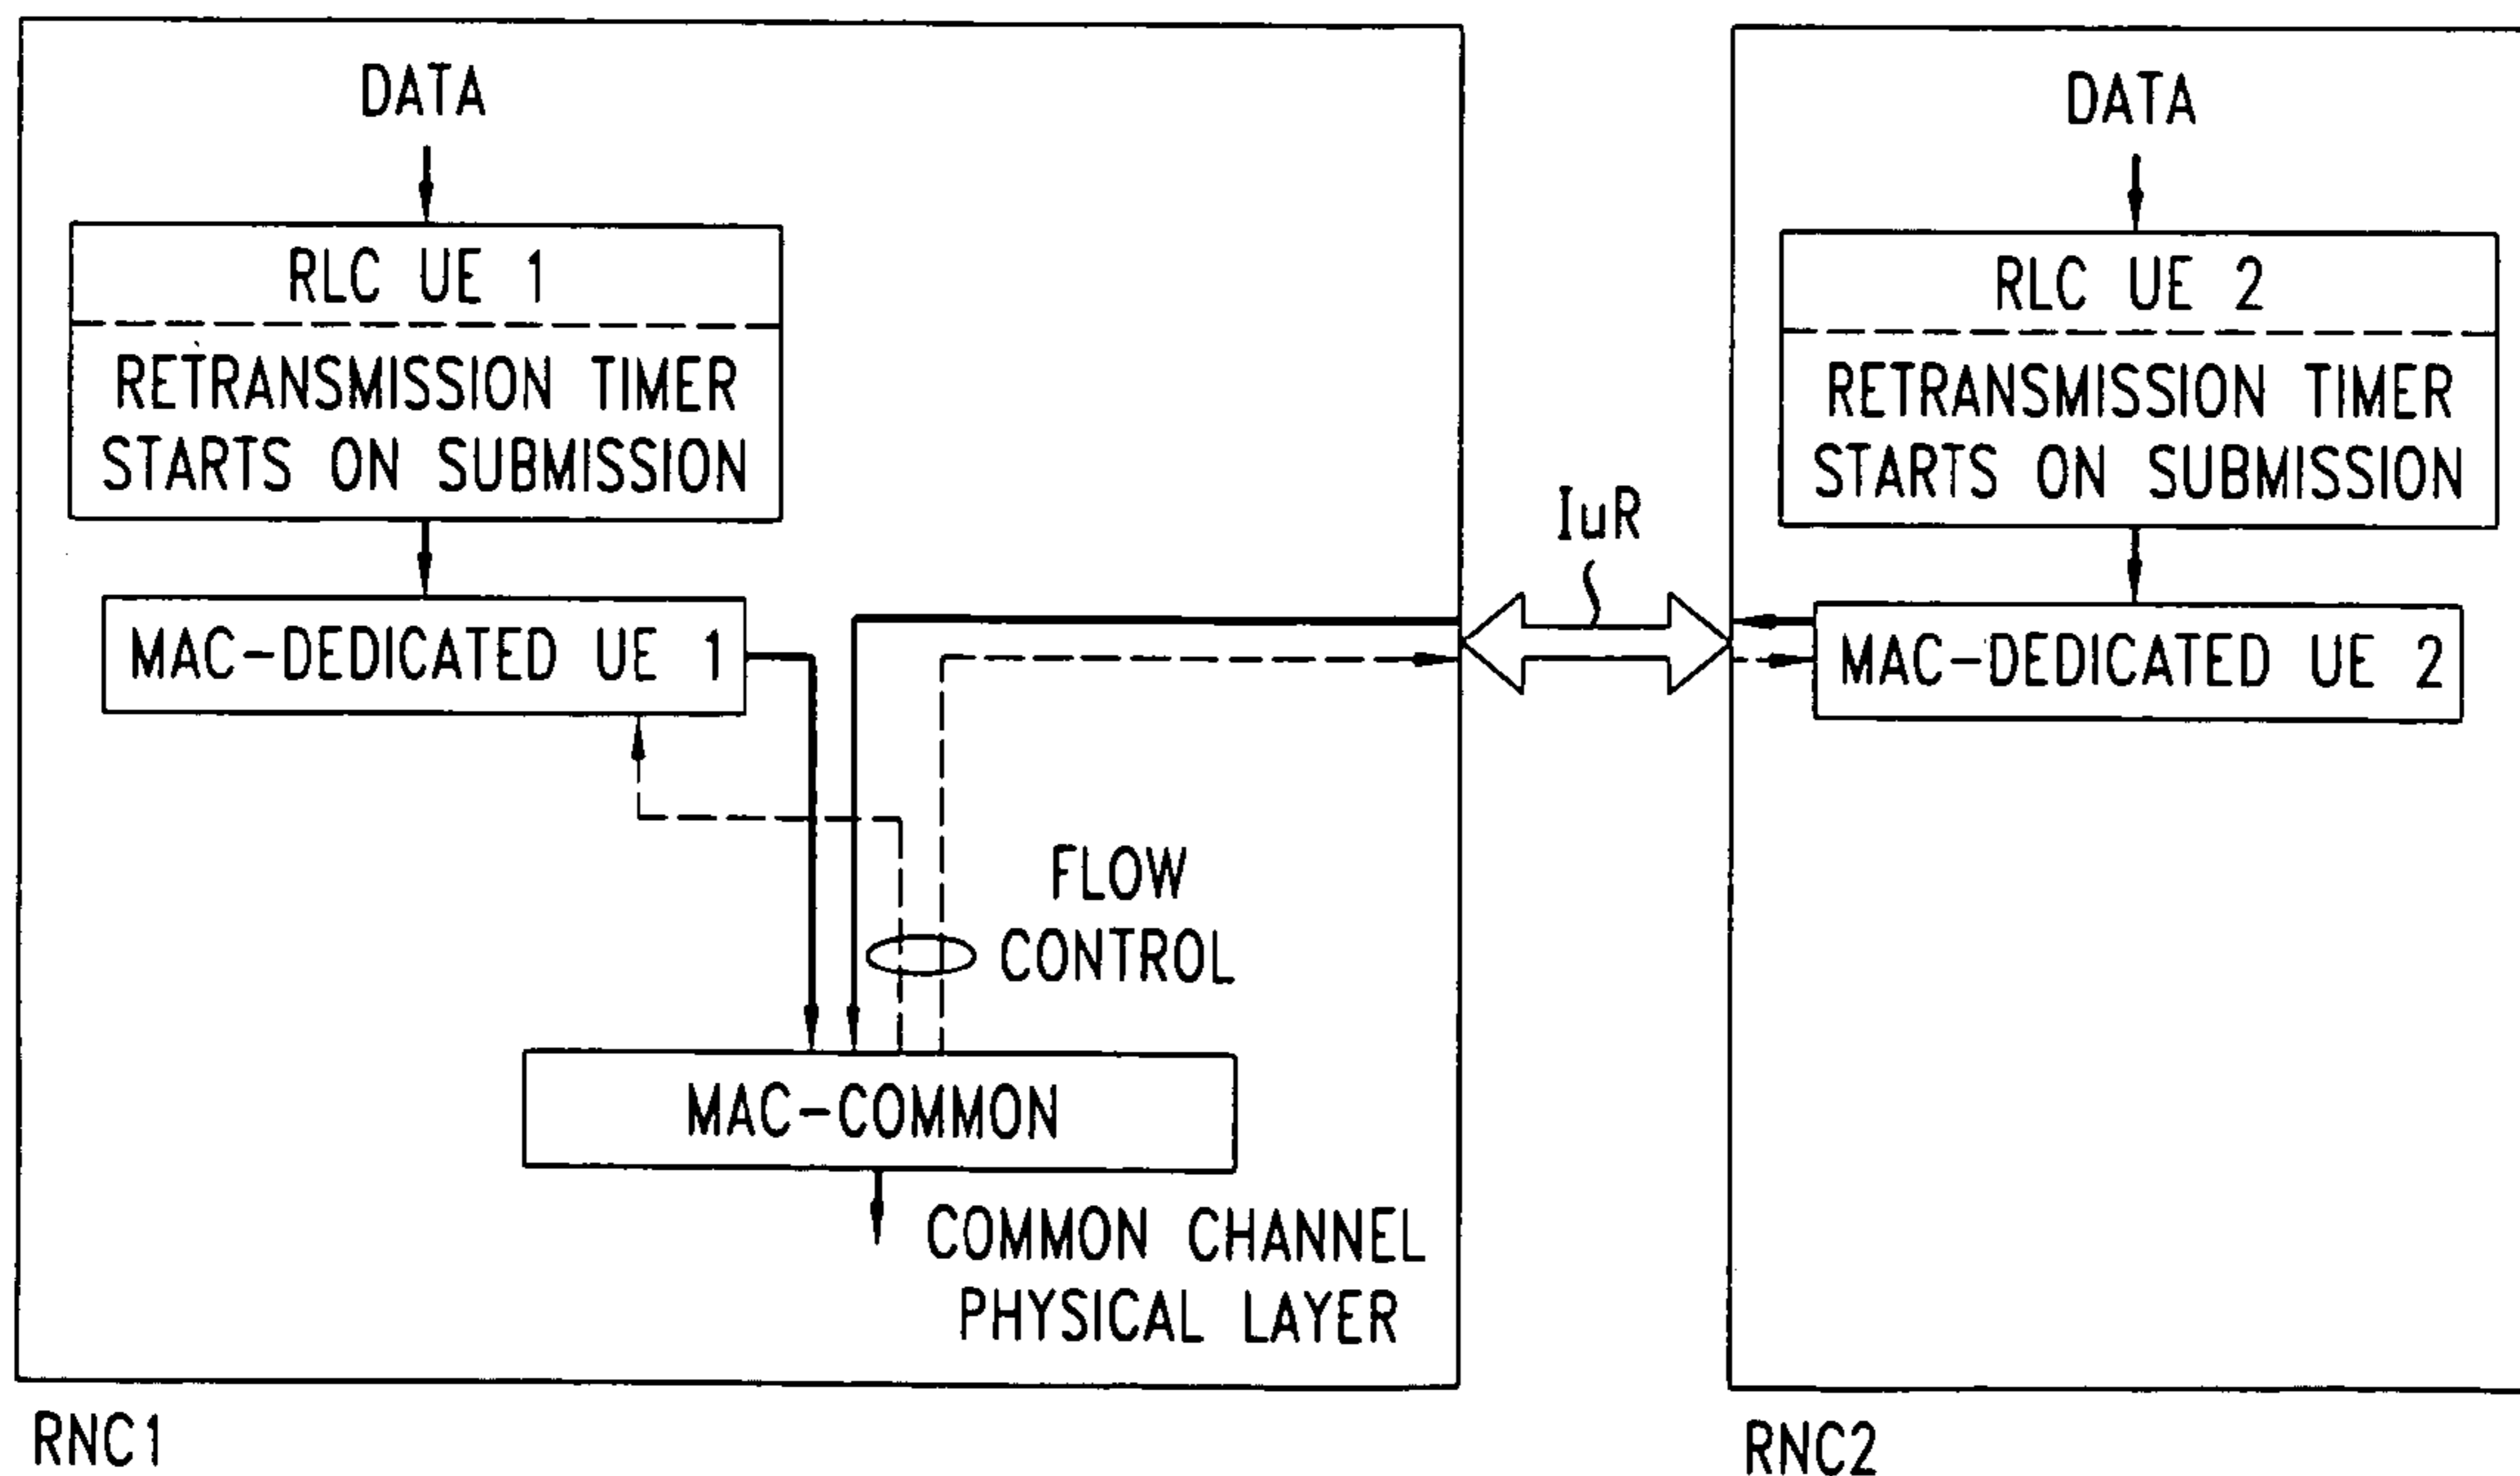 DATA
RLC UE 1
RETRANSMISSION TIMER
STARTS ON SUBMISSION
MAC-DEDICATED UE 1
FLOW
CONTROL
MAC-COMMON
COMMON CHANNEL
PHYSICAL LAYER
RNC1
IuR
DATA
RLC UE 2
RETRANSMISSION TIMER
STARTS ON SUBMISSION
MAC-DEDICATED UE 2
RNC2